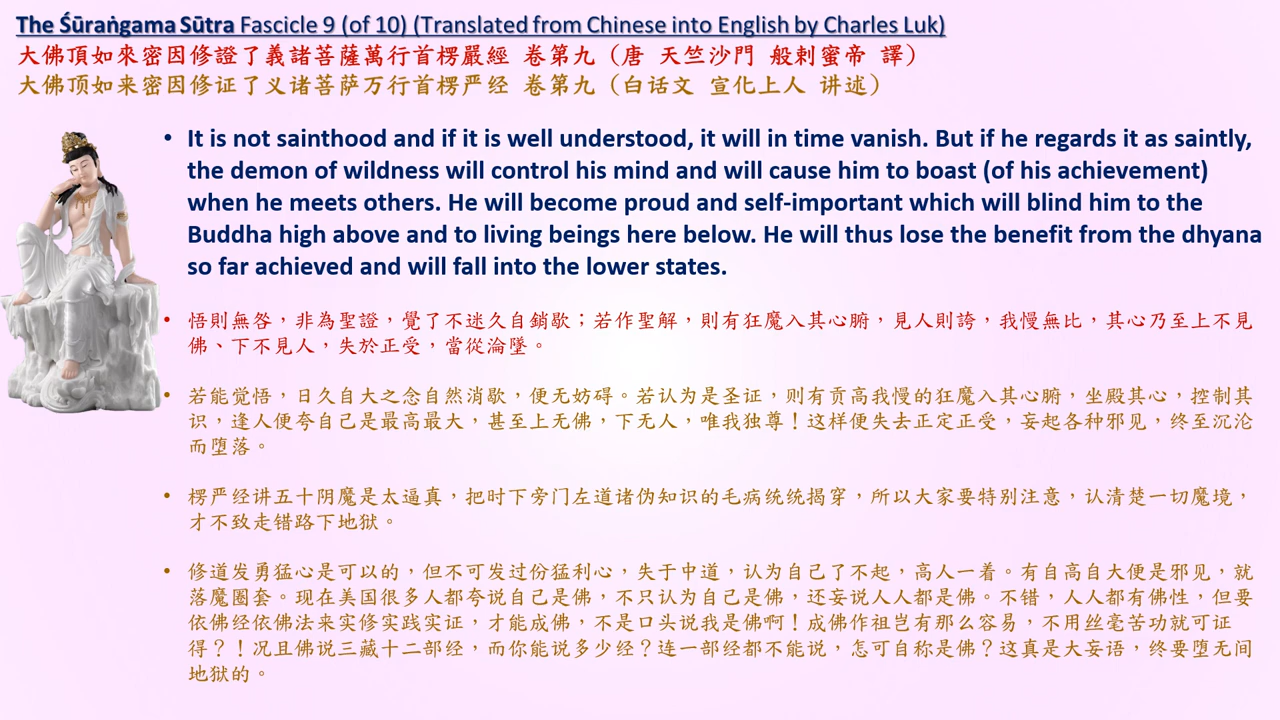 The Śūraṅgama Sūtra Fascicle 9 (of 10) (Translated from Chinese into English by Charles Luk)
大佛頂如來密因修證了義諸菩薩萬行首楞嚴經 卷第九（唐 天竺沙門 般剌蜜帝 譯）
大佛顶如来密因修证了义诸菩萨万行首楞严经 卷第九（白话文 宣化上人 讲述）
• It is not sainthood and if it is well understood, it will in time vanish. But if he regards it as saintly,
the demon of wildness will control his mind and will cause him to boast (of his achievement)
when he meets others. He will become proud and self-important which will blind him to the
Buddha high above and to living beings here below. He will thus lose the benefit from the dhyana
so far achieved and will fall into the lower states.
• 悟則無咎，非為聖證，覺了不迷久自銷歇；若作聖解，則有狂魔入其心腑，見人則誇，我慢無比，其心乃至上不見
佛、下不見人，失於正受，當從淪墜。
• 若能觉悟，日久自大之念自然消歇，便无妨碍。若认为是圣证，则有贡高我慢的狂魔入其心腑，坐殿其心，控制其
识，逢人便夸自己是最高最大，甚至上无佛，下无人，唯我独尊！这样便失去正定正受，妄起各种邪见，终至沉沦
而堕落。
• 楞严经讲五十阴魔是太逼真，把时下旁门左道诸伪知识的毛病统统揭穿，所以大家要特别注意，认清楚一切魔境，
才不致走错路下地狱。
• 修道发勇猛心是可以的，但不可发过份猛利心，失于中道，认为自己了不起，高人一着。有自高自大便是邪见，就
落魔圈套。现在美国很多人都夸说自己是佛，不只认为自己是佛，还妄说人人都是佛。不错，人人都有佛性，但要
依佛经依佛法来实修实践实证，才能成佛，不是口头说我是佛啊！成佛作祖岂有那么容易，不用丝毫苦功就可证
得？！况且佛说三藏十二部经，而你能说多少经？连一部经都不能说，怎可自称是佛？这真是大妄语，终要堕无间
地狱的。